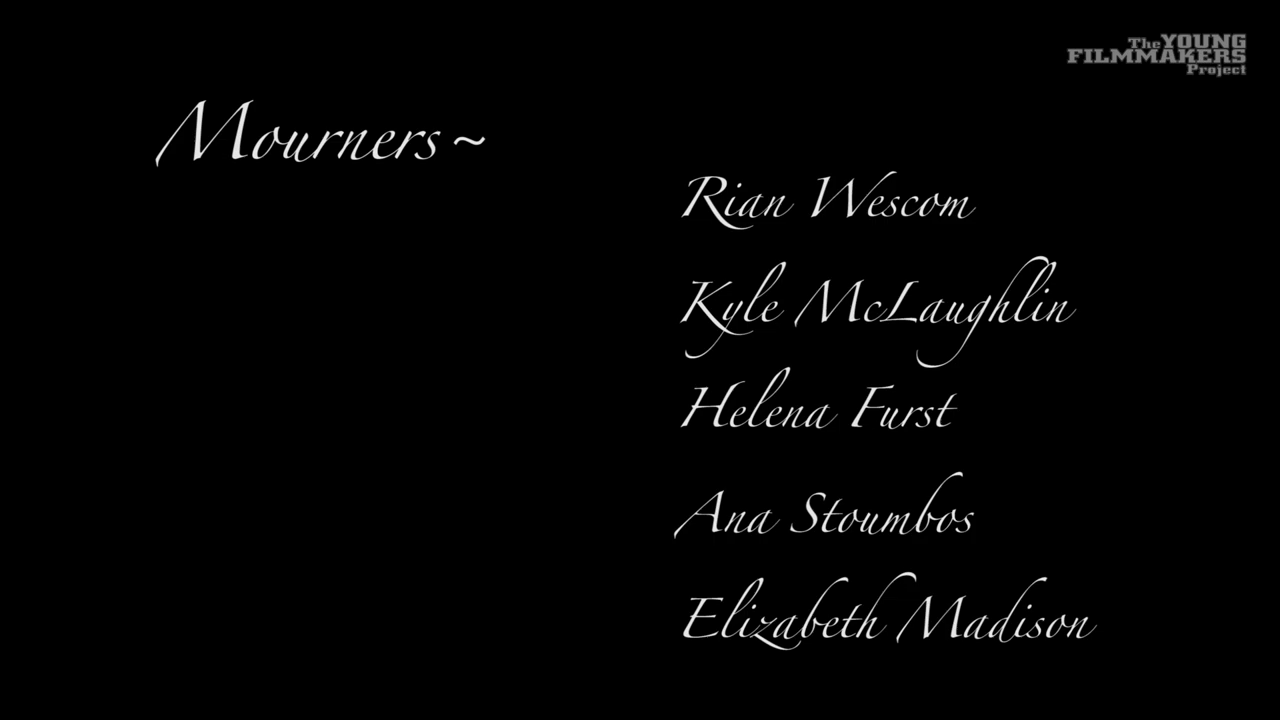 The YOUNG
FILMMAKERS
Project
Mourners ~
Rian Wescom
Kyle McLaughlin
Helena Furst
Ana Stoumbos
Elizabeth Madison